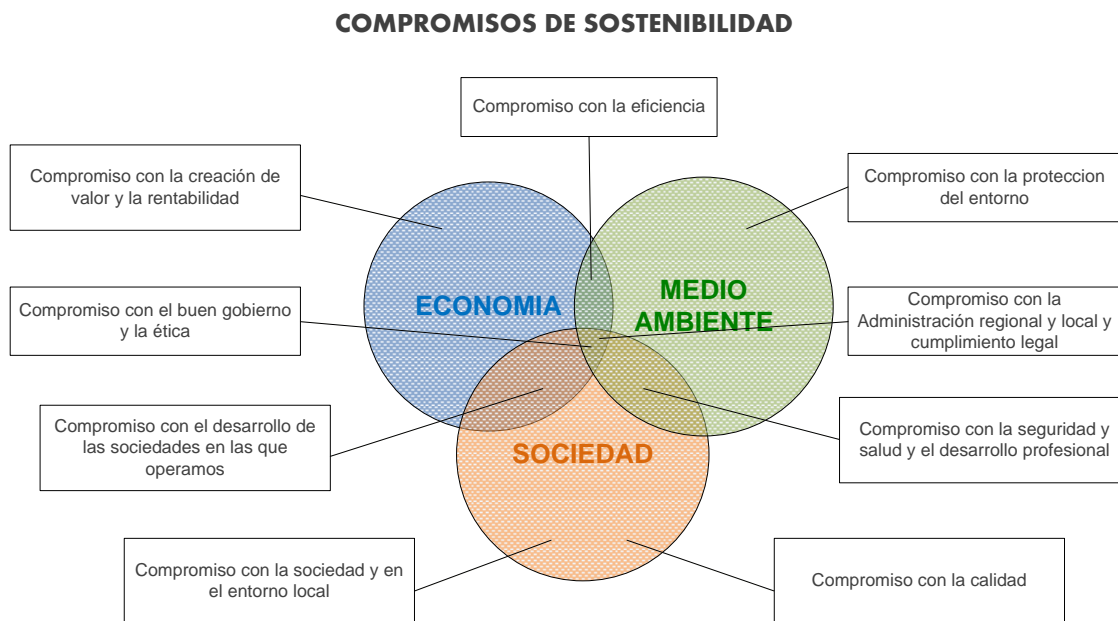 COMPROMISOS DE SOSTENIBILIDAD
Compromiso con la eficiencia
Compromiso con la creación de
valor y la rentabilidad
Compromiso con la proteccion
del entorno
ECONOMIA
MEDIO
AMBIENTE
Compromiso con el buen gobierno
y la ética
Compromiso con la
Administración regional y local y
cumplimiento legal
Compromiso con el desarrollo de
las sociedades en las que
operamos
SOCIEDAD
Compromiso con la seguridad y
salud y el desarrollo profesional
Compromiso con la sociedad y en
el entorno local
Compromiso con la calidad